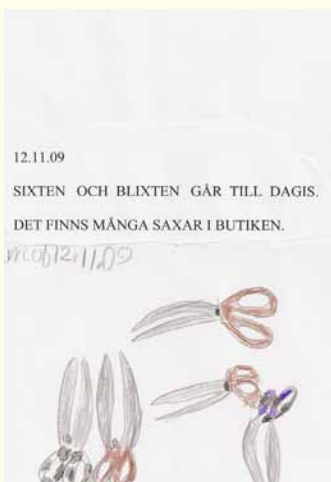 12.11.09
SIXTEN OCH BLIXTEN GÅR TILL DAGIS.
DET FINNS MÅNGA SAXAR I BUTIKEN.
12.11.09